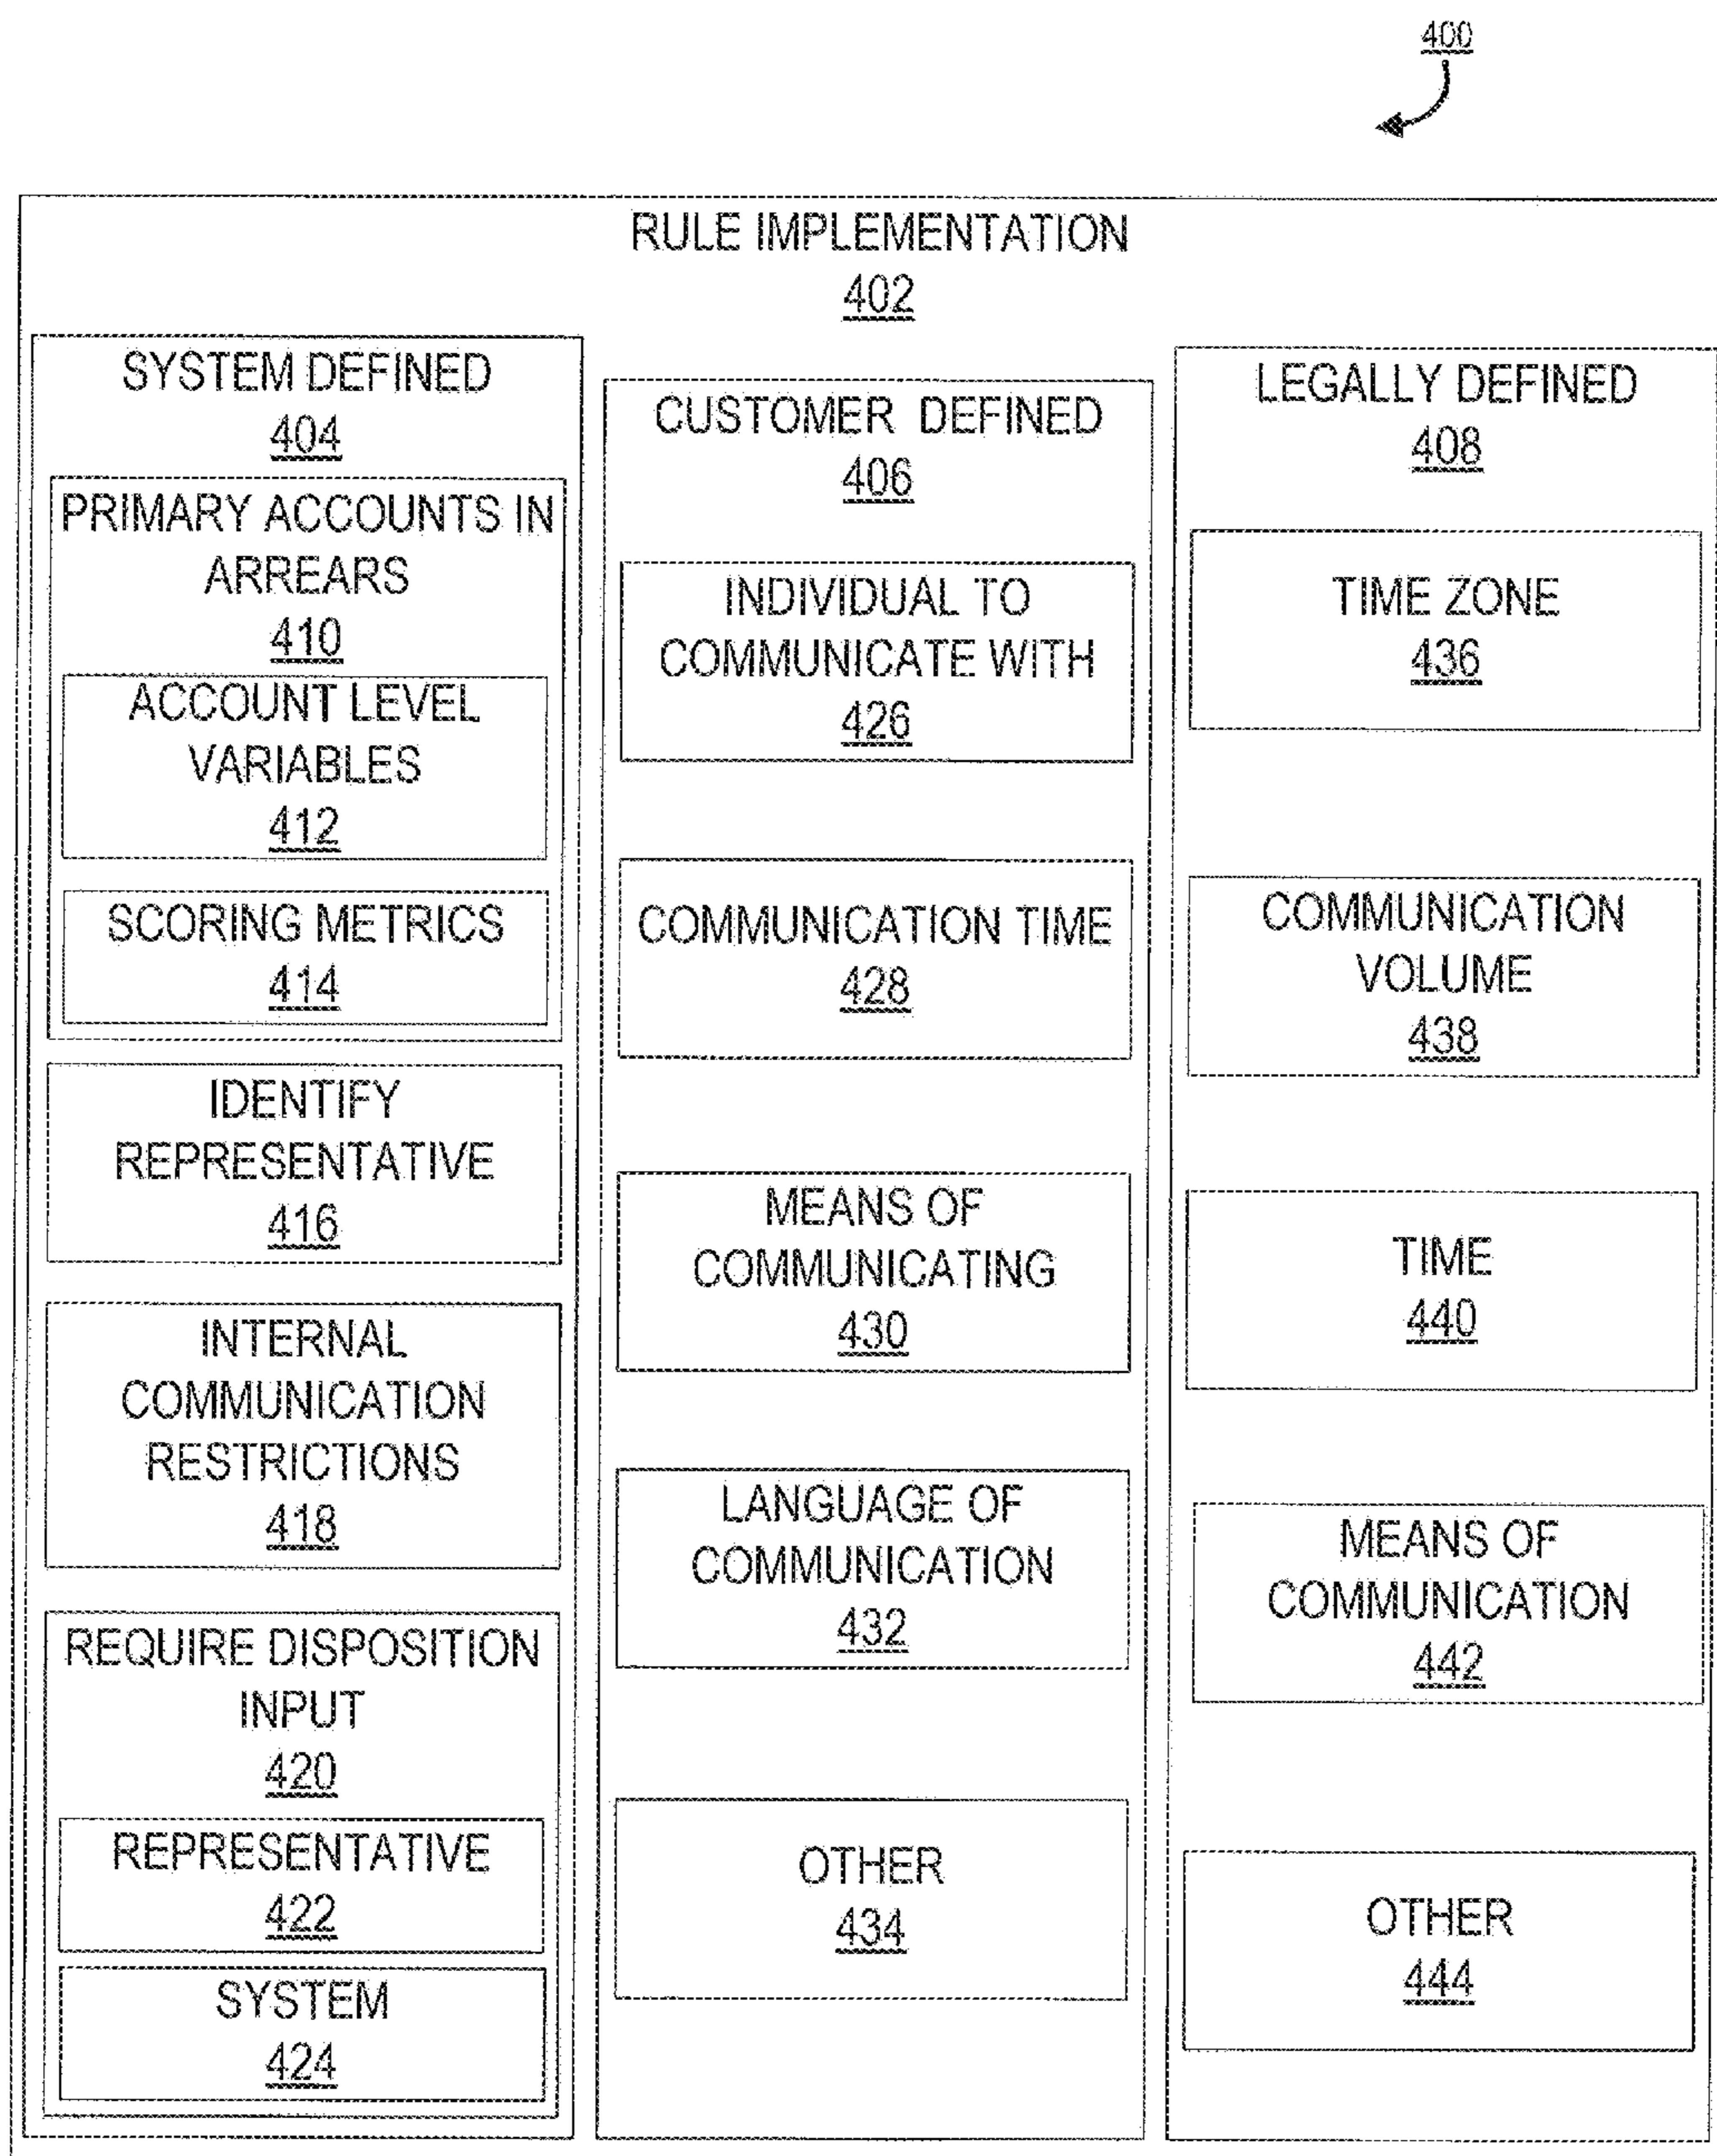 400
RULE IMPLEMENTATION
402
SYSTEM DEFINED
404
PRIMARY ACCOUNTS IN
ARREARS
410
ACCOUNT LEVEL
VARIABLES
412
SCORING METRICS
414
IDENTIFY
REPRESENTATIVE
416
INTERNAL
COMMUNICATION
RESTRICTIONS
418
REQUIRE DISPOSITION
INPUT
420
REPRESENTATIVE
422
SYSTEM
424
CUSTOMER DEFINED
406
INDIVIDUAL TO
COMMUNICATE WITH
426
COMMUNICATION TIME
428
MEANS OF
COMMUNICATING
430
LANGUAGE OF
COMMUNICATION
432
OTHER
434
LEGALLY DEFINED
408
TIME ZONE
436
COMMUNICATION
VOLUME
438
TIME
440
MEANS OF
COMMUNICATION
442
OTHER
444